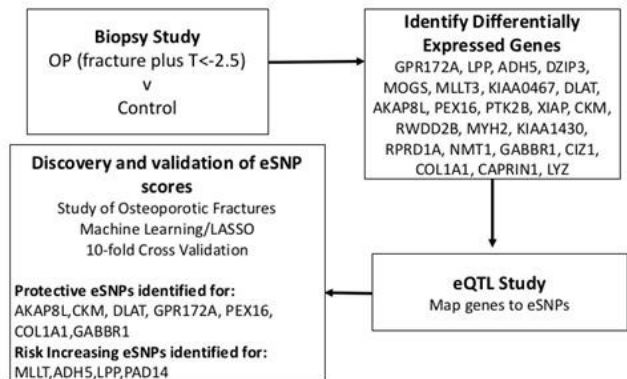 Biopsy Study
OP (fracture plus T<-2.5)
v
Control
Identify Differentially
Expressed Genes
GPR172A, LPP, ADH5, DZIP3,
MOGS, MLLT3, KIAA0467, DLAT,
AKAP8L, PEX16, PTK2B, XIAP, CKM,
RWDD2B, MYH2, KIAA1430,
RPRD1A, NMT1, GABBR1, CIZ1,
COL1A1, CAPRIN1, LYZ
eQTL Study
Map genes to eSNPs
Discovery and validation of eSNP
scores
Study of Osteoporotic Fractures
Machine Learning/LASSO
10-fold Cross Validation
Protective eSNPs identified for:
AKAP8L,CKM, DLAT, GPR172A, PEX16,
COL1A1,GABBR1
Risk Increasing eSNPs identified for:
MLLT,ADH5,LPP,PAD14